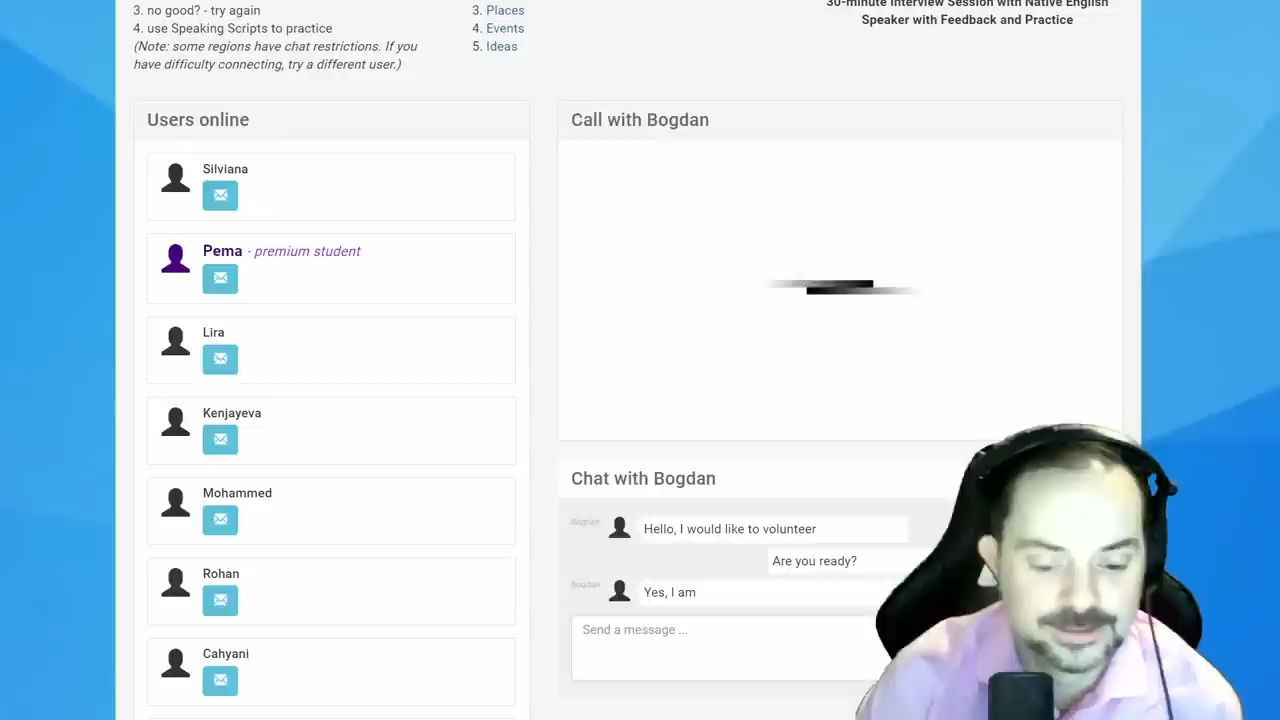 3. no good? - try again
4. use Speaking Scripts to practice
(Note: some regions have chat restrictions. If you
have difficulty connecting, try a different user.)
3. Places
4. Events
5. Ideas
30-minute Interview Session with Native English
Speaker with Feedback and Practice
Users online
Silviana
Pema - premium student
Lira
Kenjayeva
Mohammed
Rohan
Cahyani
Call with Bogdan
Chat with Bogdan
Bogdan
Hello, I would like to volunteer
Are you ready?
Bogdan
Yes, I am
Send a message ...